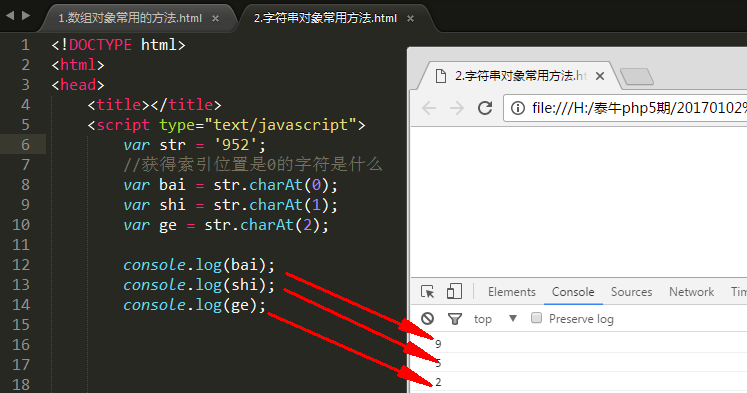 1.数组对象常用的方法.html ×
2.字符串对象常用方法.html ×
1 <!DOCTYPE html>
2 <html>
3 <head>
4 <title></title>
5 <script type="text/javascript">
6 var str = '952';
7 //获得索引位置是0的字符是什么
8 var bai = str.charAt(0);
9 var shi = str.charAt(1);
10 var ge = str.charAt(2);
11
12 console.log(bai);
13 console.log(shi);
14 console.log(ge);
15
16
17
18
2.字符串对象常用方法.ht ×
file:///H:/泰牛php5期/20170102%
Elements Console Sources Network Time
top ▼ Preserve log
9
5
2